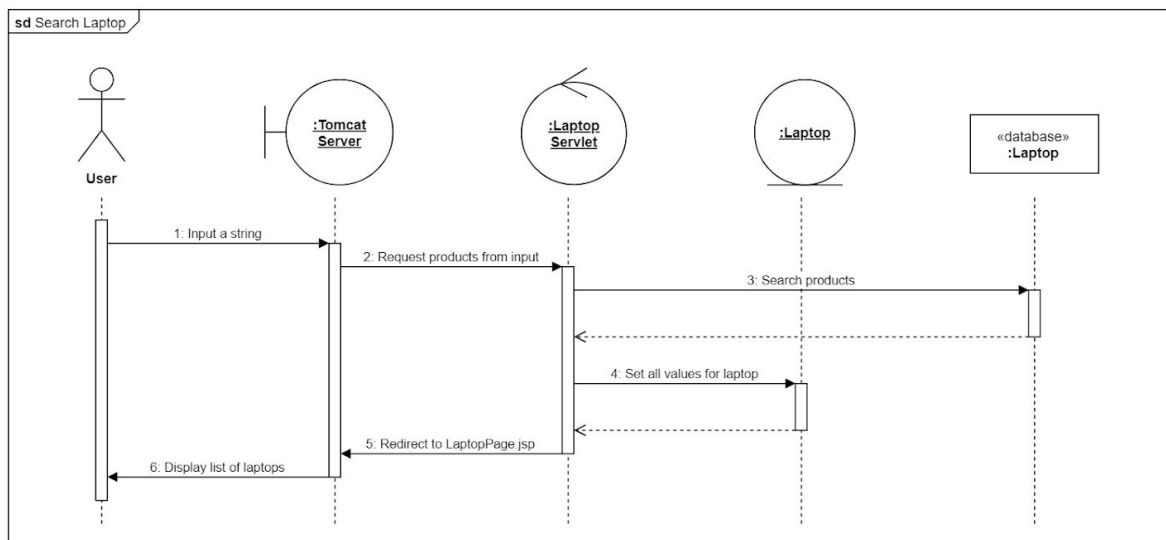 sd Search Laptop
:Tomcat
Server
:Laptop
Servlet
:Laptop
«database»
:Laptop
User
1: Input a string
2: Request products from input
3: Search products
4: Set all values for laptop
5: Redirect to LaptopPage.jsp
6: Display list of laptops